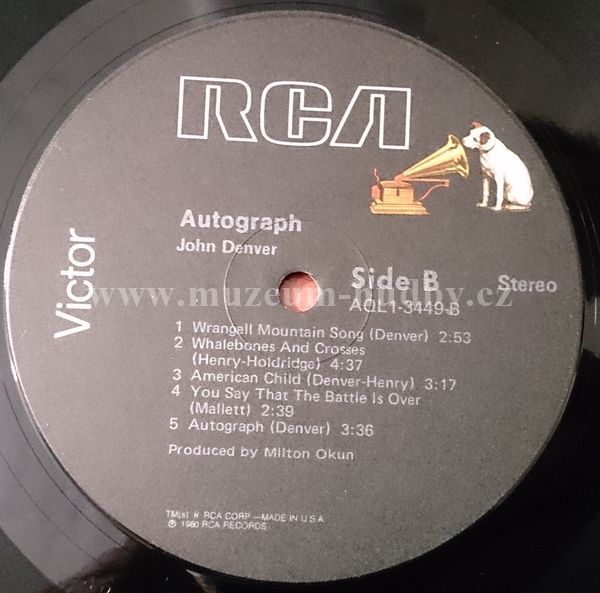 RCA
Victor
Autograph
John Denver
Side B
Stereo
AQL1-3449-B
1 Wrangell Mountain Song (Denver) 2:53
2 Whalebones And Crosses
(Henry-Holdridge) 4:37
3 American Child (Denver-Henry) 3:17
4 You Say That The Battle Is Over
(Mallett) 2:39
5 Autograph (Denver) 3:36
Produced by Milton Okun
TM(s) ® RCA CORP.—MADE IN U.S.A.
℗ 1980 RCA RECORDS
www.muzeum-hudby.cz